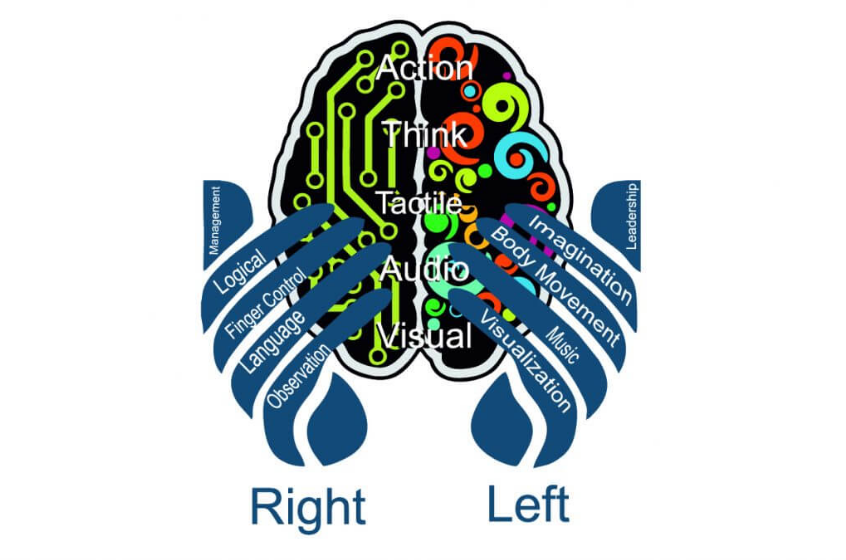 Action
Think
Tactile
Audio
Visual
Management
Logical
Finger Control
Language
Observation
Leadership
Imagination
Body Movement
Music
Visualization
Right
Left